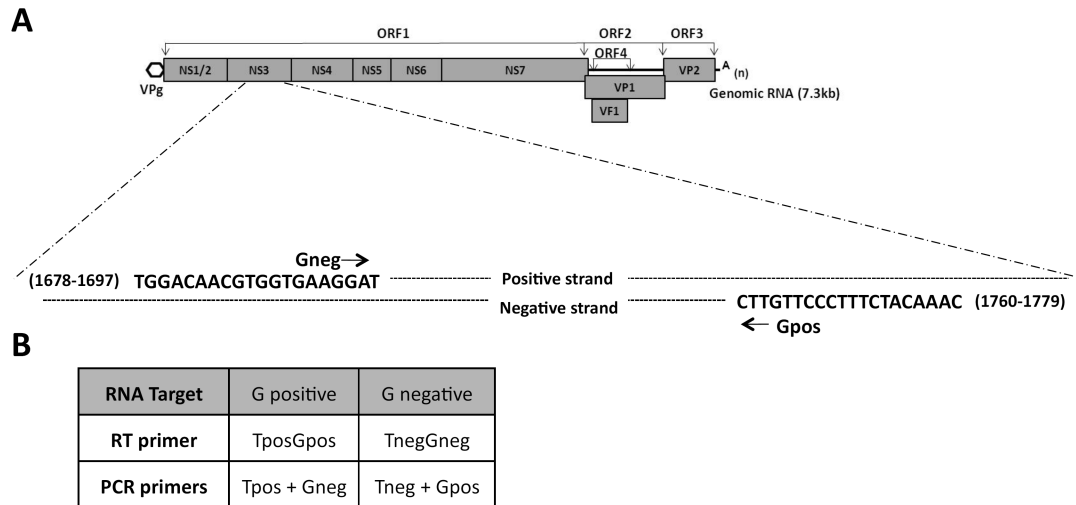 A
ORF1 ORF2 ORF3
ORF4
NS1/2 NS3 NS4 NS5 NS6 NS7 VP2 A (n)
VPg VP1 Genomic RNA (7.3kb)
VF1
Gneg
(1678-1697) TGGACAACGTGGTGAAGGAT Positive strand
Negative strand CTTGTTCCCTTTCTACAAAC (1760-1779)
Gpos
B
RNA Target G positive G negative
RT primer TposGpos TnegGneg
PCR primers Tpos + Gneg Tneg + Gpos